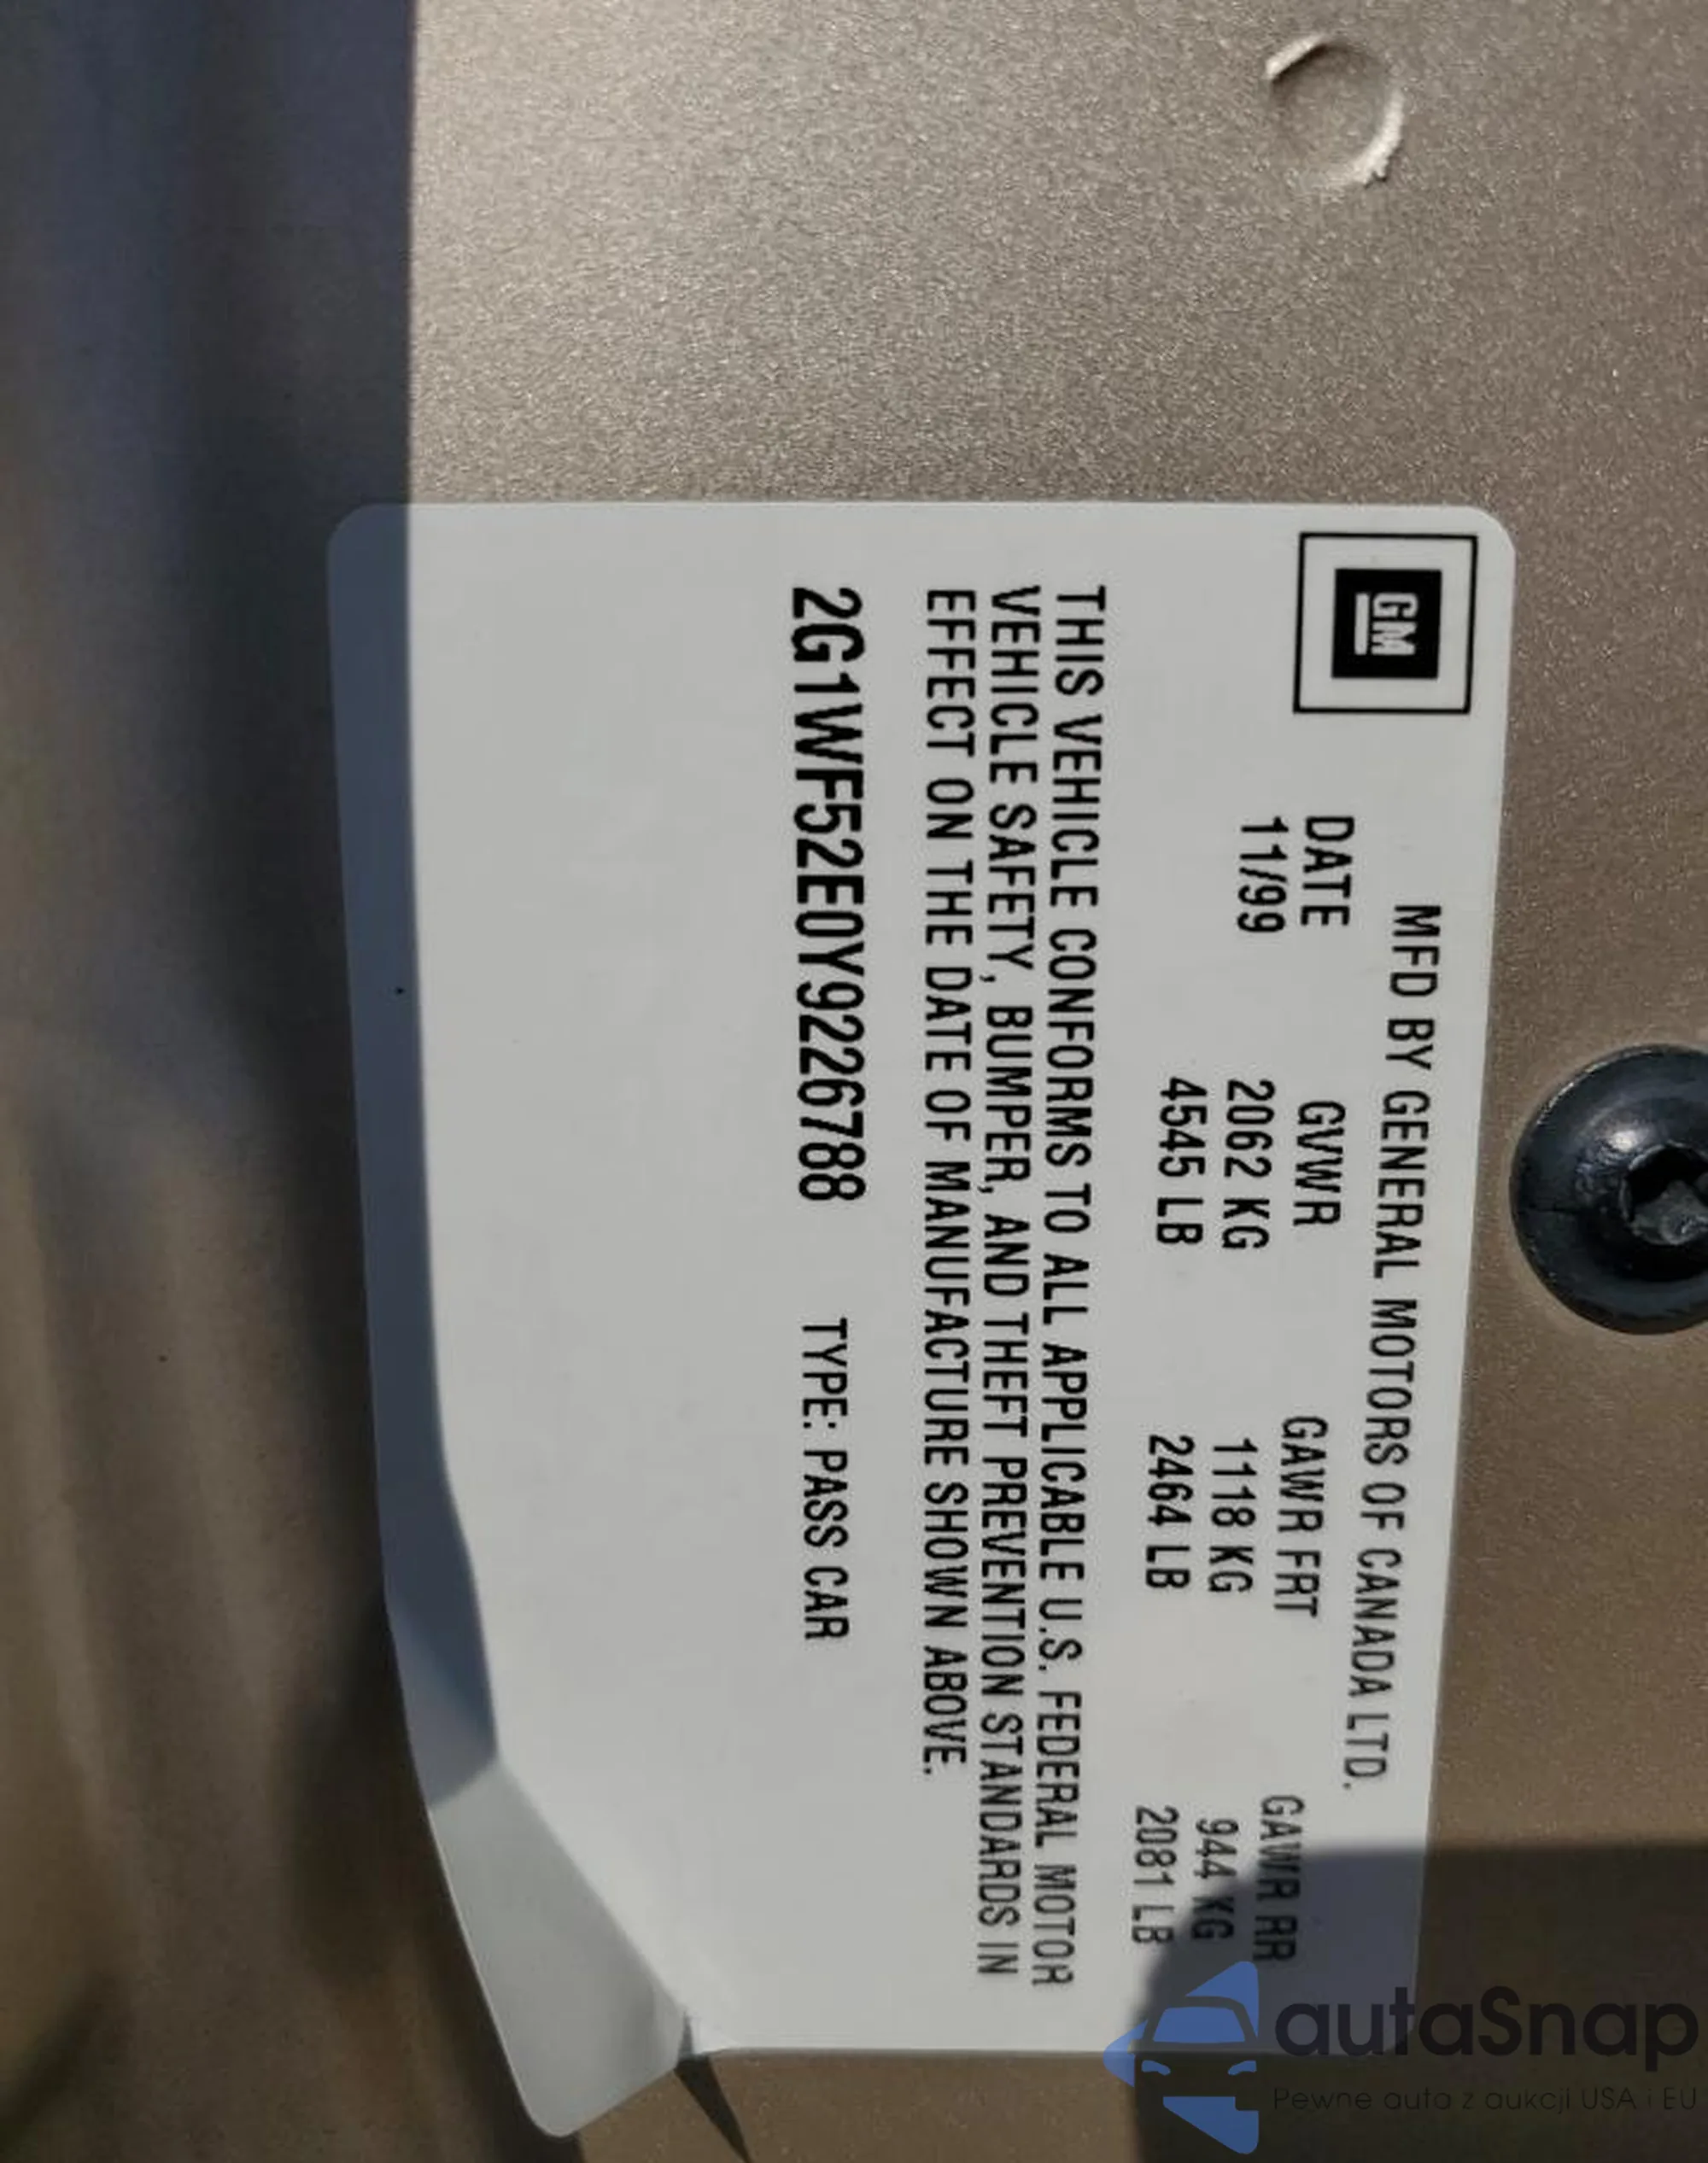 GM
MFD BY GENERAL MOTORS OF CANADA LTD.
DATE GVWR GAWR FRT GAWR RR
11/99 2062 KG 1118 KG 944 KG
4545 LB 2464 LB 2081 LB
THIS VEHICLE CONFORMS TO ALL APPLICABLE U.S. FEDERAL MOTOR
VEHICLE SAFETY, BUMPER, AND THEFT PREVENTION STANDARDS IN
EFFECT ON THE DATE OF MANUFACTURE SHOWN ABOVE.
2G1WF52E0Y9226788 TYPE: PASS CAR
autaSnap
Pewne auta z aukcji USA i EU